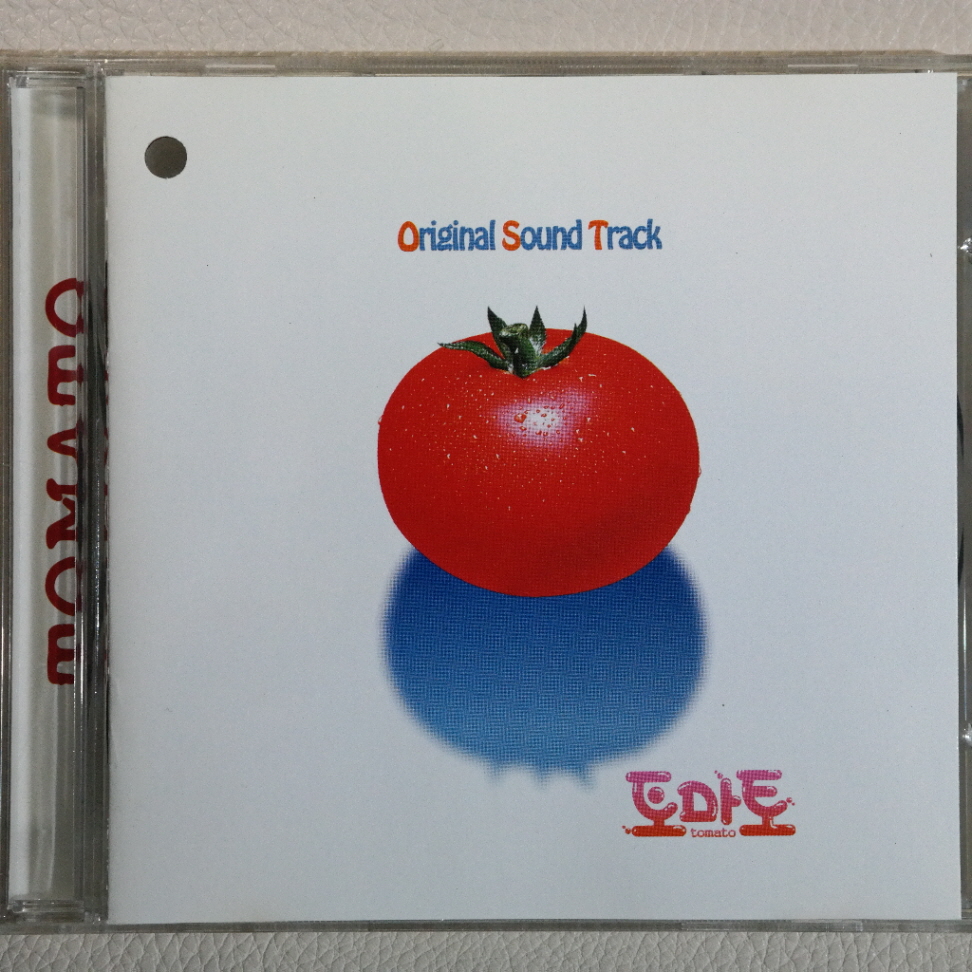 Original Sound Track
토마토
tomato
TOMATO